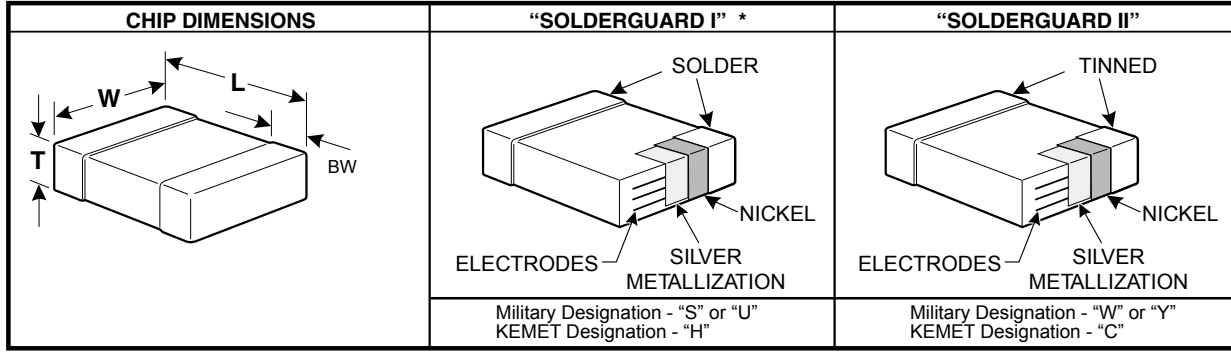 CHIP DIMENSIONS
W
L
T
BW
“SOLDERGUARD I” *
SOLDER
NICKEL
ELECTRODES
SILVER
METALLIZATION
Military Designation - “S” or “U”
KEMET Designation - “H”
“SOLDERGUARD II”
TINNED
NICKEL
ELECTRODES
SILVER
METALLIZATION
Military Designation - “W” or “Y”
KEMET Designation - “C”